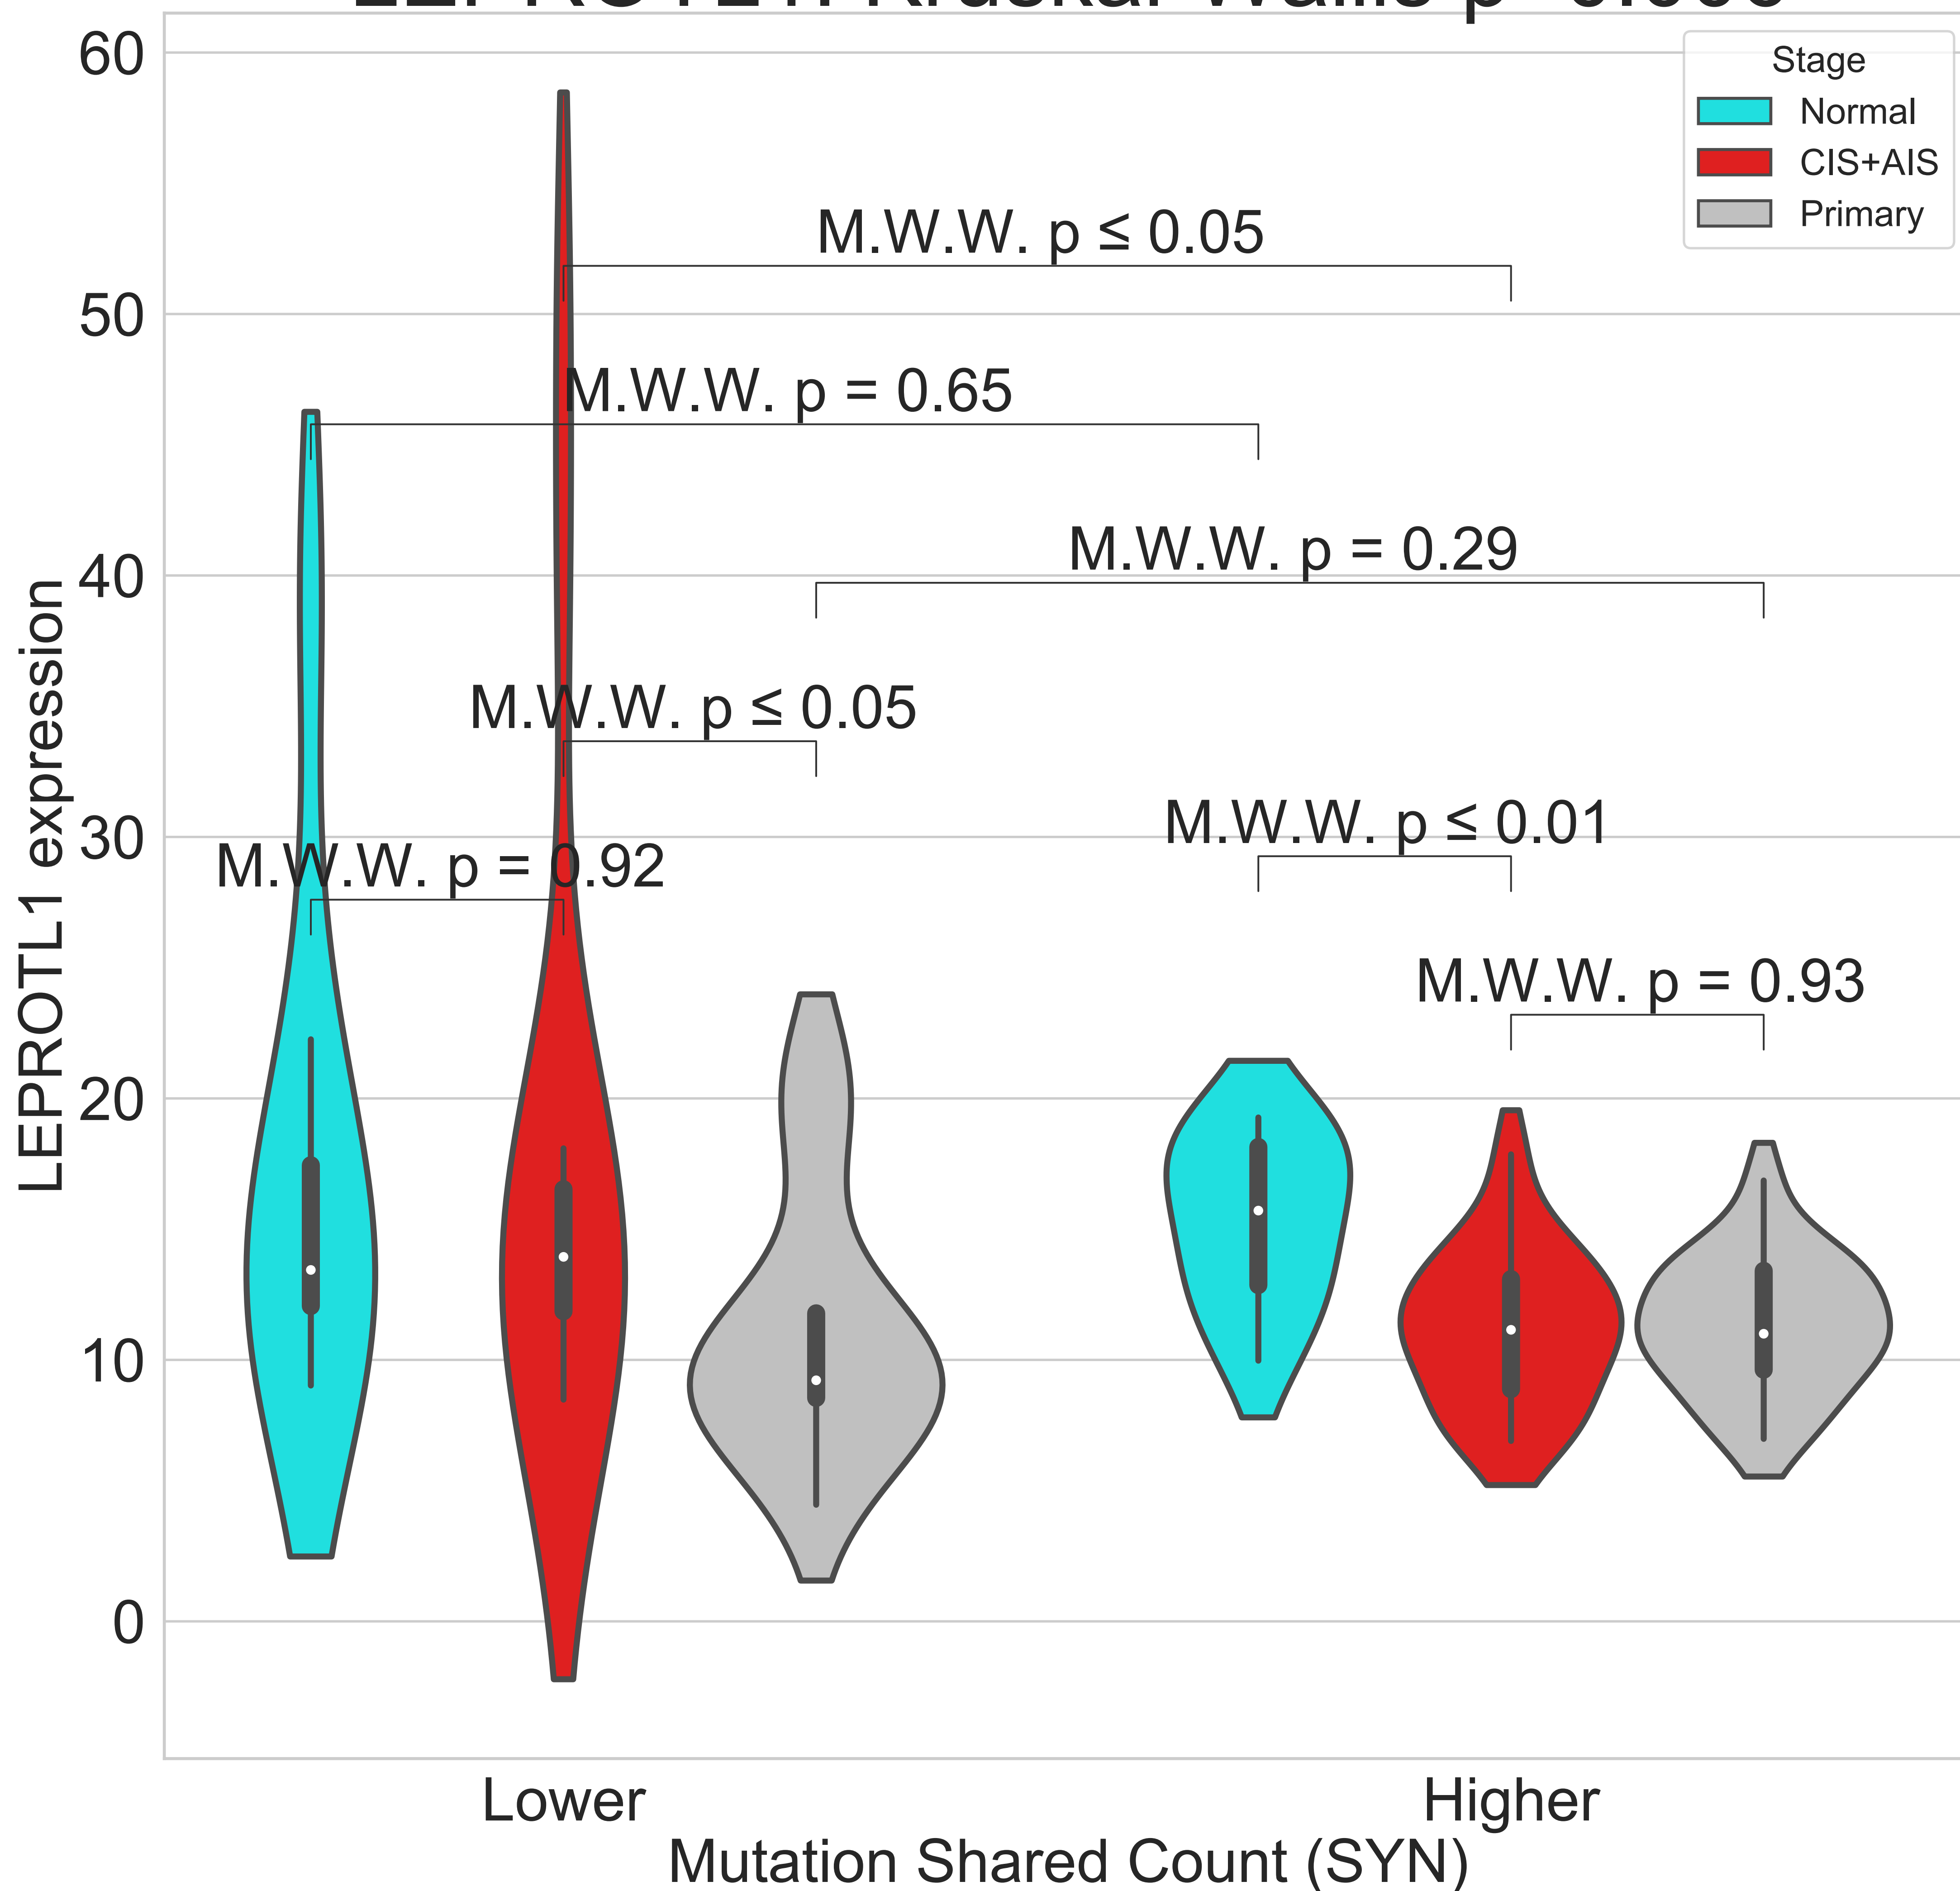 60
50
40
30
20
10
0
LEPROTL1 expression
Stage
Normal
CIS+AIS
Primary
M.W.W. p ≤ 0.05
M.W.W. p = 0.65
M.W.W. p = 0.29
M.W.W. p ≤ 0.05
M.W.W. p ≤ 0.01
M.W.W. p = 0.92
M.W.W. p = 0.93
Lower
Higher
Mutation Shared Count (SYN)